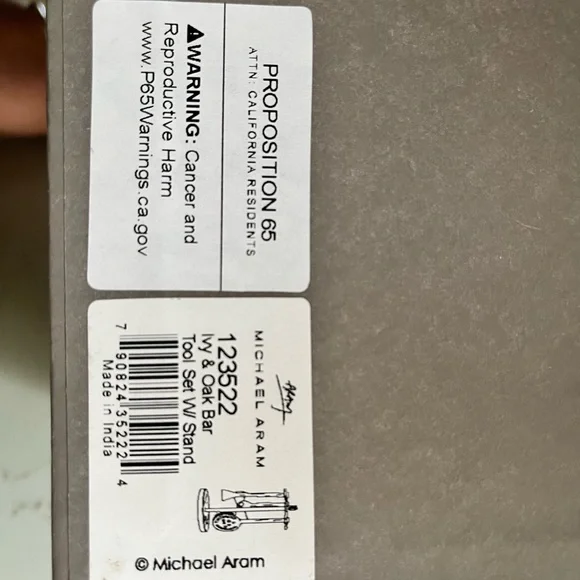 PROPOSITION 65
ATTN: CALIFORNIA RESIDENTS
⚠WARNING: Cancer and
Reproductive Harm
www.P65Warnings.ca.gov
MICHAEL ARAM
123522
Ivy & Oak Bar
Tool Set W/ Stand
7 90824 35222 4
Made in India
© Michael Aram